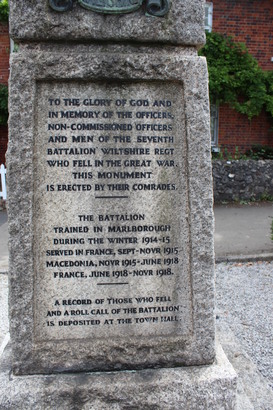 TO THE GLORY OF GOD AND
IN MEMORY OF THE OFFICERS,
NON-COMMISSIONED OFFICERS
AND MEN OF THE SEVENTH
BATTALION WILTSHIRE REGT
WHO FELL IN THE GREAT WAR.
THIS MONUMENT
IS ERECTED BY THEIR COMRADES.
THE BATTALION
TRAINED IN MARLBOROUGH
DURING THE WINTER 1914-15
SERVED IN FRANCE, SEPT-NOVR 1915
MACEDONIA, NOVR 1915-JUNE 1918
FRANCE, JUNE 1918-NOVR 1918.
A RECORD OF THOSE WHO FELL
AND A ROLL CALL OF THE BATTALION
IS DEPOSITED AT THE TOWN HALL.